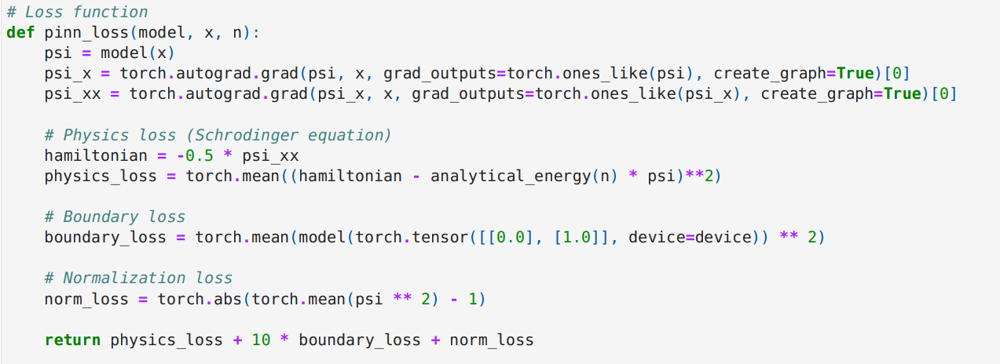 # Loss function
def pinn_loss(model, x, n):
    psi = model(x)
    psi_x = torch.autograd.grad(psi, x, grad_outputs=torch.ones_like(psi), create_graph=True)[0]
    psi_xx = torch.autograd.grad(psi_x, x, grad_outputs=torch.ones_like(psi_x), create_graph=True)[0]
    # Physics loss (Schrodinger equation)
    hamiltonian = -0.5 * psi_xx
    physics_loss = torch.mean((hamiltonian - analytical_energy(n) * psi)**2)
    # Boundary loss
    boundary_loss = torch.mean(model(torch.tensor([[0.0], [1.0]], device=device)) ** 2)
    # Normalization loss
    norm_loss = torch.abs(torch.mean(psi ** 2) - 1)
    return physics_loss + 10 * boundary_loss + norm_loss